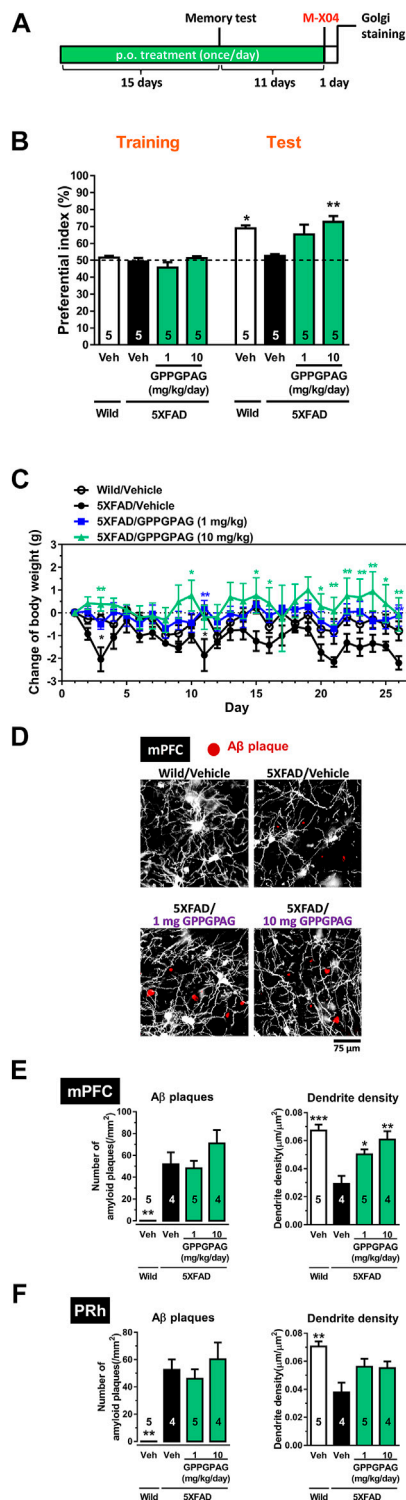 A
Memory test
M-X04
Golgi
staining
p.o. treatment (once/day)
15 days
11 days
1 day
B
Training
Test
Preferential index (%)
100
90
80
70
60
50
40
30
20
10
0
*
**
5
5
5
5
5
5
5
5
Veh
Veh
1
10
Veh
Veh
1
10
GPPGPAG
(mg/kg/day)
GPPGPAG
(mg/kg/day)
Wild
5XFAD
Wild
5XFAD
C
Wild/Vehicle
5XFAD/Vehicle
5XFAD/GPPGPAG (1 mg/kg)
5XFAD/GPPGPAG (10 mg/kg)
Change of body weight (g)
3
2
1
0
-1
-2
-3
0
5
10
15
20
25
Day
D
mPFC
Aβ plaque
Wild/Vehicle
5XFAD/Vehicle
5XFAD/
1 mg GPPGPAG
5XFAD/
10 mg GPPGPAG
75 µm
E
mPFC
Aβ plaques
Number of
amyloid plaques(/mm²)
100
80
60
40
20
0
5
**
4
5
4
Veh
Veh
1
10
GPPGPAG
(mg/kg/day)
Wild
5XFAD
Dendrite density
Dendrite density(µm/µm²)
0.08
0.06
0.04
0.02
0.0
***
*
**
5
4
5
4
Veh
Veh
1
10
GPPGPAG
(mg/kg/day)
Wild
5XFAD
F
PRh
Aβ plaques
Number of
amyloid plaques(/mm²)
80
60
40
20
0
5
**
4
5
4
Veh
Veh
1
10
GPPGPAG
(mg/kg/day)
Wild
5XFAD
Dendrite density
Dendrite density(µm/µm²)
0.08
0.06
0.04
0.02
0.0
**
5
4
5
4
Veh
Veh
1
10
GPPGPAG
(mg/kg/day)
Wild
5XFAD